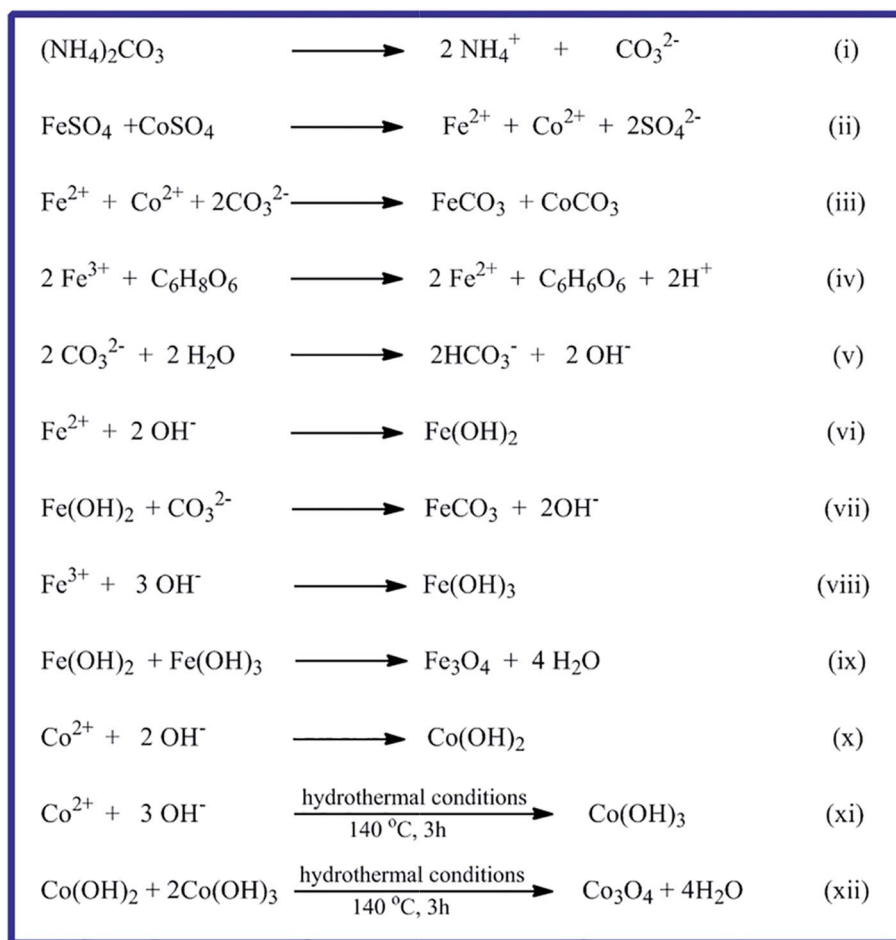 (NH₄)₂CO₃ ⟶ 2 NH₄⁺ + CO₃²⁻ (i)
FeSO₄ +CoSO₄ ⟶ Fe²⁺ + Co²⁺ + 2SO₄²⁻ (ii)
Fe²⁺ + Co²⁺ + 2CO₃²⁻ ⟶ FeCO₃ + CoCO₃ (iii)
2 Fe³⁺ + C₆H₈O₆ ⟶ 2 Fe²⁺ + C₆H₆O₆ + 2H⁺ (iv)
2 CO₃²⁻ + 2 H₂O ⟶ 2HCO₃⁻ + 2 OH⁻ (v)
Fe²⁺ + 2 OH⁻ ⟶ Fe(OH)₂ (vi)
Fe(OH)₂ + CO₃²⁻ ⟶ FeCO₃ + 2OH⁻ (vii)
Fe³⁺ + 3 OH⁻ ⟶ Fe(OH)₃ (viii)
Fe(OH)₂ + Fe(OH)₃ ⟶ Fe₃O₄ + 4 H₂O (ix)
Co²⁺ + 2 OH⁻ ⟶ Co(OH)₂ (x)
hydrothermal conditions
Co²⁺ + 3 OH⁻ ⟶ Co(OH)₃ (xi)
140 °C, 3h
hydrothermal conditions
Co(OH)₂ + 2Co(OH)₃ ⟶ Co₃O₄ + 4H₂O (xii)
140 °C, 3h